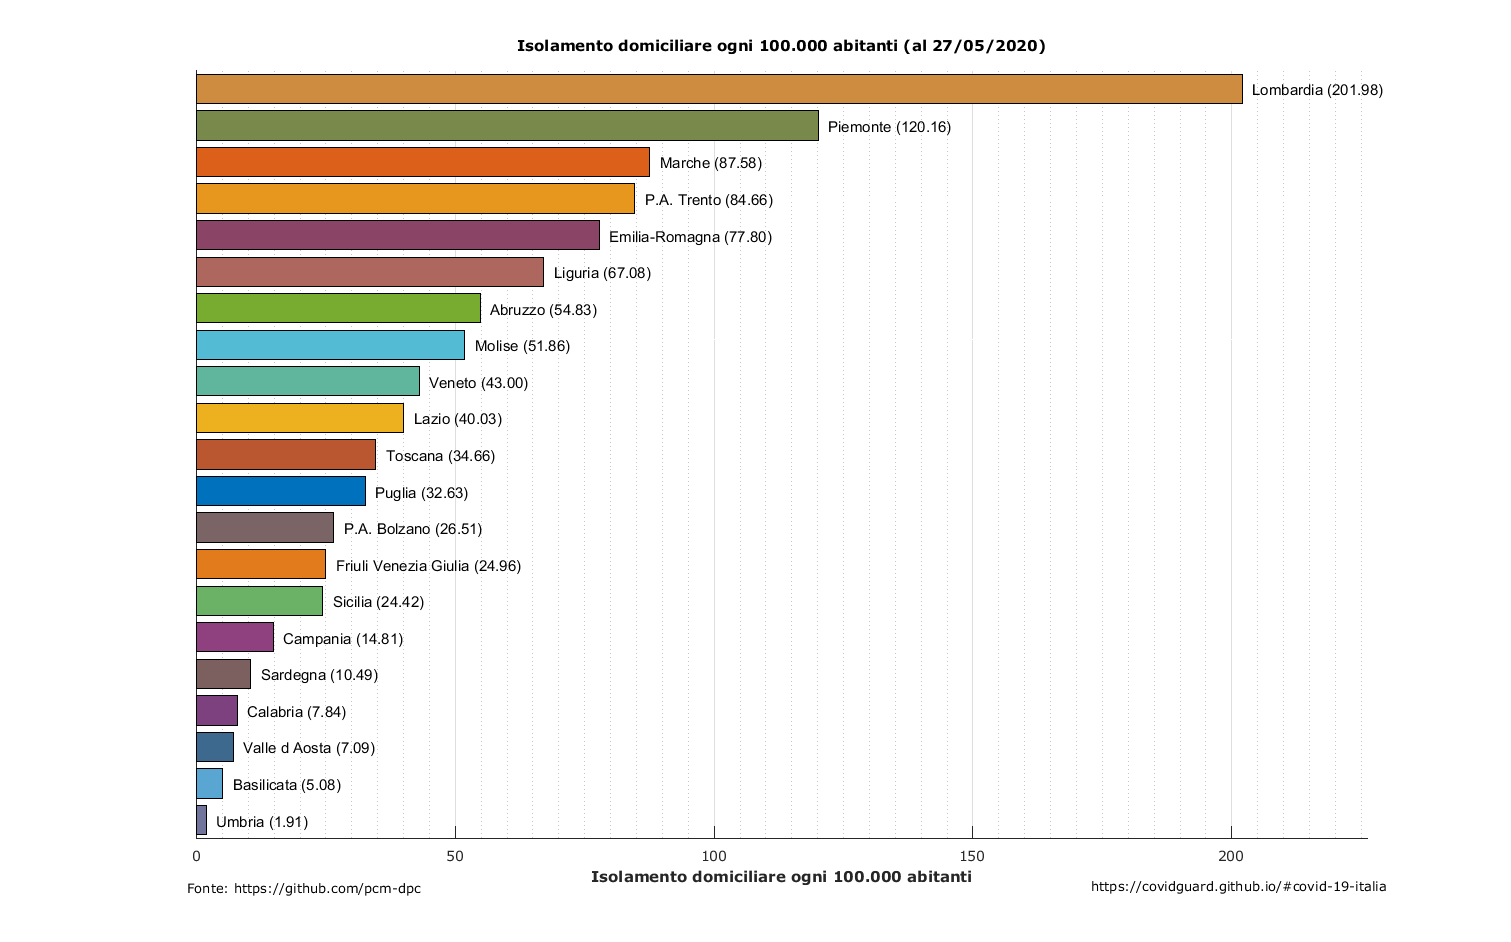 Isolamento domiciliare ogni 100.000 abitanti (al 27/05/2020)
Lombardia (201.98)
Piemonte (120.16)
Marche (87.58)
P.A. Trento (84.66)
Emilia-Romagna (77.80)
Liguria (67.08)
Abruzzo (54.83)
Molise (51.86)
Veneto (43.00)
Lazio (40.03)
Toscana (34.66)
Puglia (32.63)
P.A. Bolzano (26.51)
Friuli Venezia Giulia (24.96)
Sicilia (24.42)
Campania (14.81)
Sardegna (10.49)
Calabria (7.84)
Valle d Aosta (7.09)
Basilicata (5.08)
Umbria (1.91)
0 50 100 150 200
Isolamento domiciliare ogni 100.000 abitanti
Fonte: https://github.com/pcm-dpc
https://covidguard.github.io/#covid-19-italia